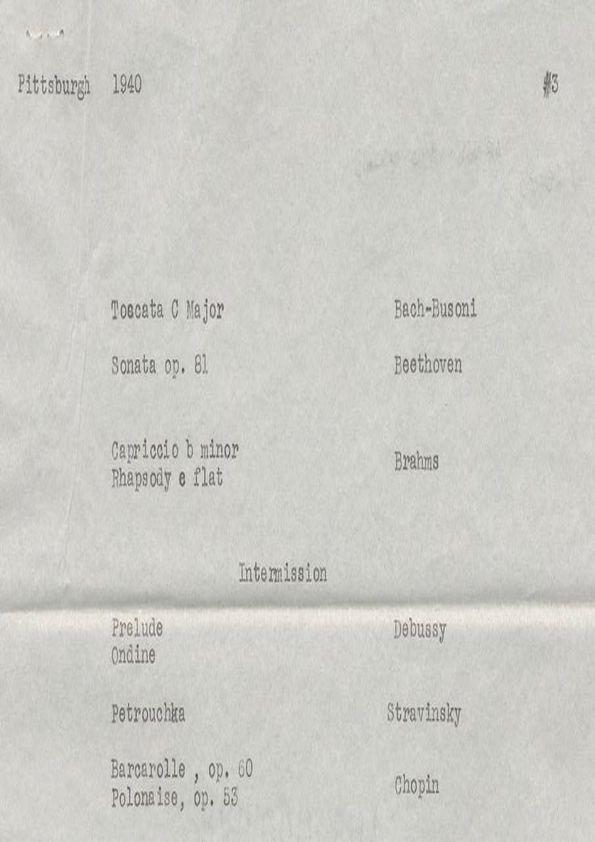 Pittsburgh 1940 #3
Toccata C Major Bach-Busoni
Sonata op. 81 Beethoven
Capriccio b minor
Brahms
Rhapsody e flat
Intermission
Prelude Debussy
Ondine
Petrouchka Stravinsky
Barcarolle , op. 60
Chopin
Polonaise, op. 53